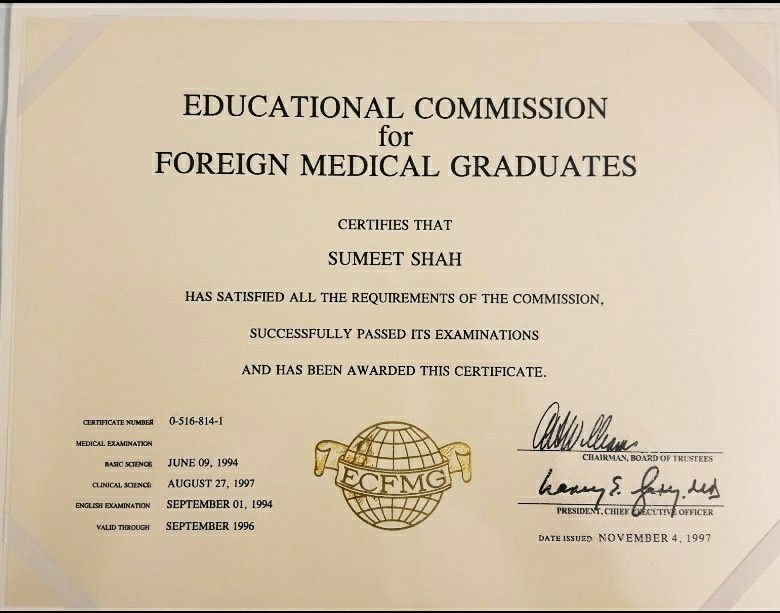 EDUCATIONAL COMMISSION
for
FOREIGN MEDICAL GRADUATES
CERTIFIES THAT
SUMEET SHAH
HAS SATISFIED ALL THE REQUIREMENTS OF THE COMMISSION,
SUCCESSFULLY PASSED ITS EXAMINATIONS
AND HAS BEEN AWARDED THIS CERTIFICATE.
CERTIFICATE NUMBER 0-516-814-1
MEDICAL EXAMINATION
BASIC SCIENCE JUNE 09, 1994
CLINICAL SCIENCE AUGUST 27, 1997
ENGLISH EXAMINATION SEPTEMBER 01, 1994
VALID THROUGH SEPTEMBER 1996
ECFMG
Williams
CHAIRMAN, BOARD OF TRUSTEES
PRESIDENT, CHIEF EXECUTIVE OFFICER
DATE ISSUED NOVEMBER 4, 1997